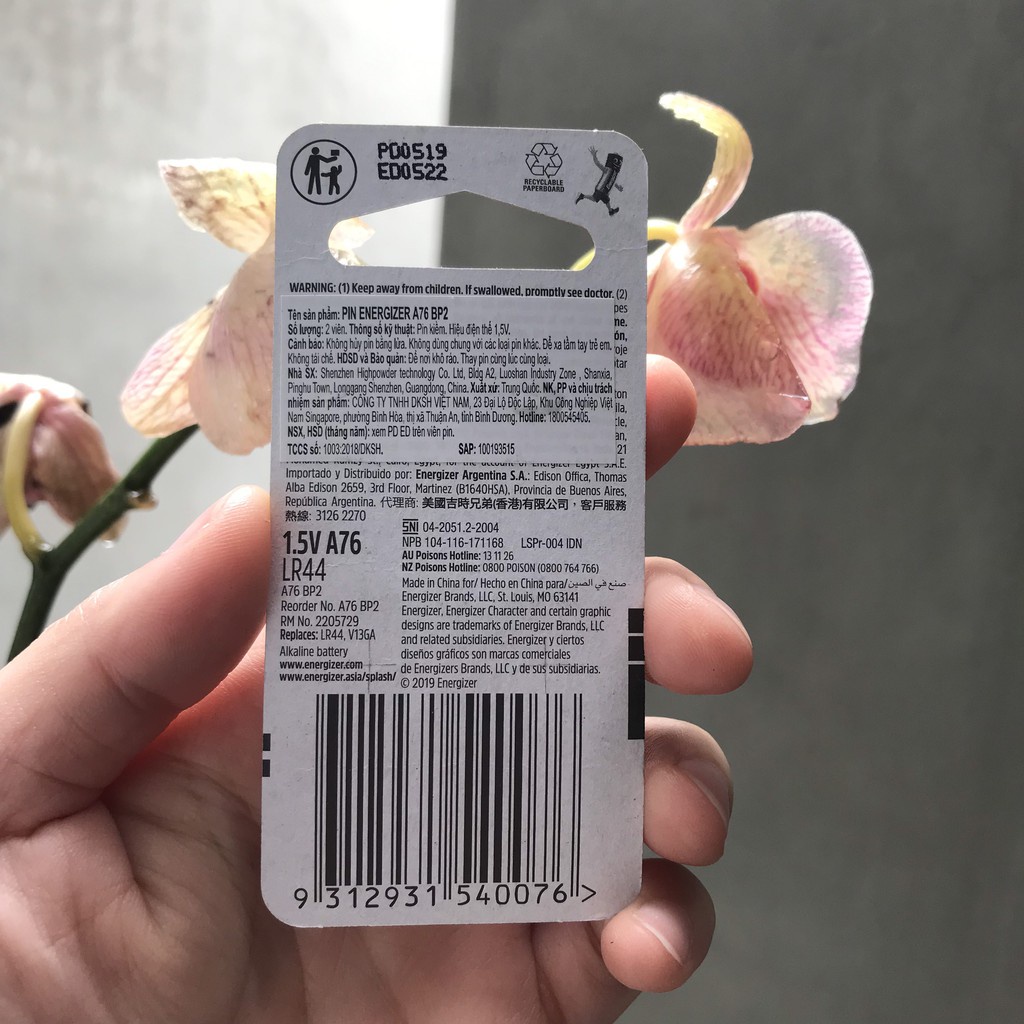 PD0519
ED0522
RECYCLABLE
PAPERBOARD
WARNING: (1) Keep away from children. If swallowed, promptly see doctor. (2)
Tên sản phẩm: PIN ENERGIZER A76 BP2
Số lượng: 2 viên. Thông số kỹ thuật: Pin kiềm. Hiệu điện thế 1,5V.
Cảnh báo: Không hủy pin bằng lửa. Không dùng chung với các loại pin khác. Để xa tầm tay trẻ em.
Không tái chế. HDSD và Bảo quản: Để nơi khô ráo. Thay pin cùng lúc cùng loại.
Nhà SX: Shenzhen Highpowder technology Co. Ltd, Bldg A2, Luoshan Industry Zone , Shanxia,
Pinghu Town, Longgang Shenzhen, Guangdong, China. Xuất xứ: Trung Quốc. NK, PP và chịu trách
nhiệm sản phẩm: CÔNG TY TNHH DKSH VIỆT NAM, 23 Đại Lộ Độc Lập, Khu Công Nghiệp Việt
Nam Singapore, phường Bình Hòa, thị xã Thuận An, tỉnh Bình Dương. Hotline: 1800545405.
NSX, HSD (tháng năm): xem PD ED trên viên pin.
TCCS số: 1003:2018/DKSH. SAP: 100193515
21
Importado y Distribuido por: Energizer Argentina S.A.: Edison Office, Thomas
Alba Edison 2659, 3rd Floor, Martinez (B1640HSA), Provincia de Buenos Aires,
República Argentina. 代理商: 美國吉時易(香港)有限公司，客戶服務
熱線: 3126 2270
1.5V A76
LR44
A76 BP2
Reorder No. A76 BP2
RM No. 2205729
Replaces: LR44, V13GA
Alkaline battery
www.energizer.com
www.energizer.asia/splash/
SNI 04-2051.2-2004
NPB 104-116-171168 LSPr-004 IDN
AU Poisons Hotline: 13 11 26
NZ Poisons Hotline: 0800 POISON (0800 764 766)
Made in China for/ Hecho en China para/صنع في الصين
Energizer Brands, LLC, St. Louis, MO 63141
Energizer, Energizer Character and certain graphic
designs are trademarks of Energizer Brands, LLC
and related subsidiaries. Energizer y ciertos
diseños gráficos son marcas comerciales
de Energizers Brands, LLC y de sus subsidiarias.
© 2019 Energizer
9 312931 540076 >